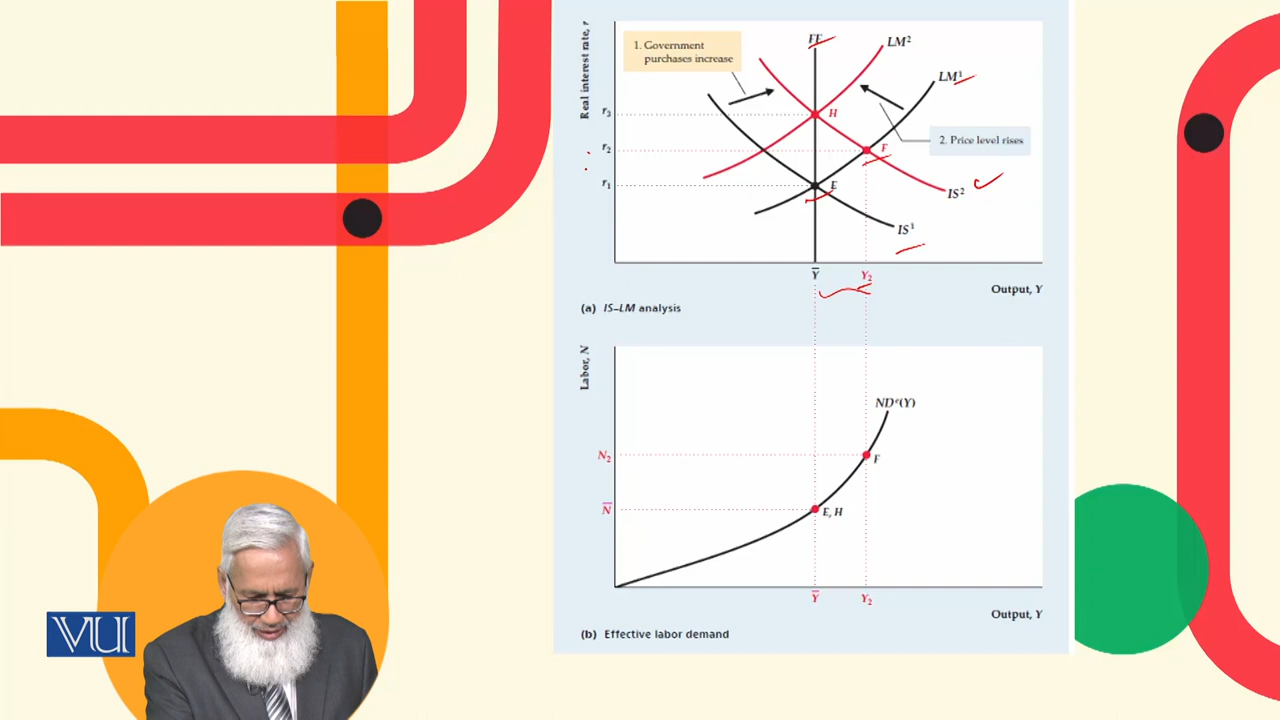 Real interest rate, r
1. Government
purchases increase
FE
LM²
LM¹
r₃
H
r₂
F
2. Price level rises
r₁
E
IS²
IS¹
Y̅
Y₂
Output, Y
(a) IS–LM analysis
Labor, N
NDᵉ(Y)
N₂
F
N̅
E, H
Y̅
Y₂
Output, Y
(b) Effective labor demand
VU